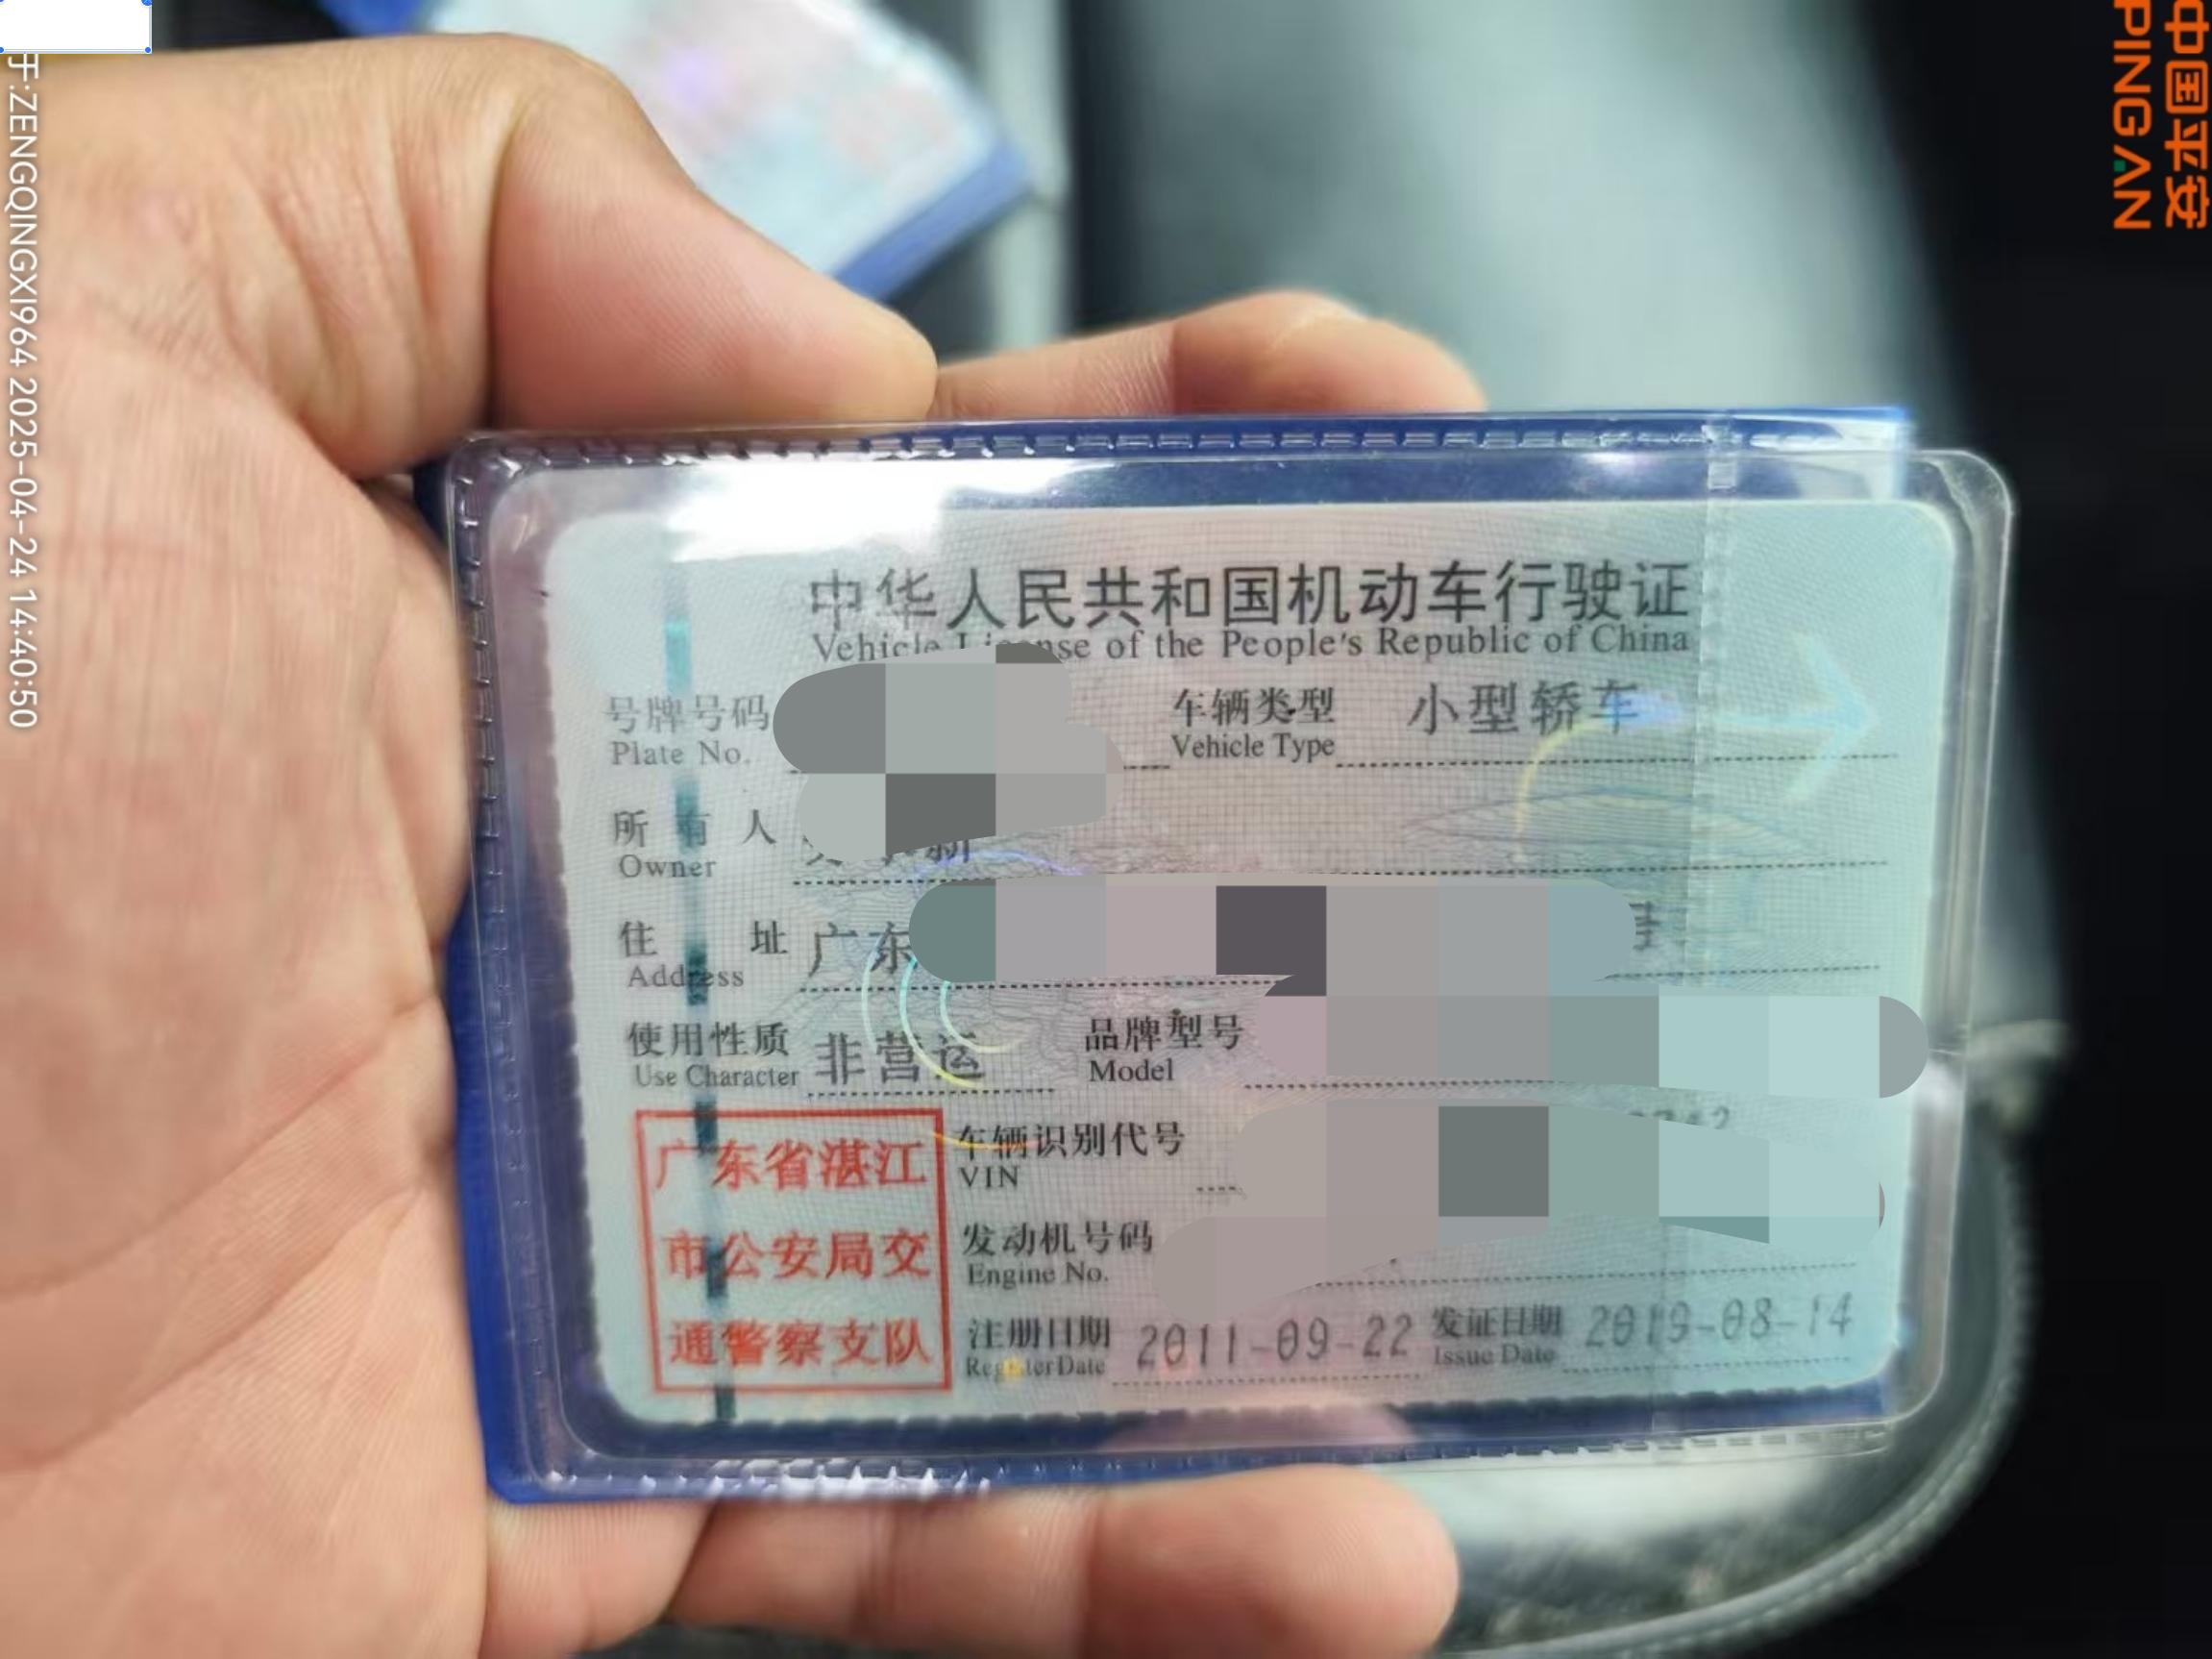 中国平安
PING AN
于:ZENGQINGXI964 2025-04-24 14:40:50
中华人民共和国机动车行驶证
Vehicle License of the People's Republic of China
号牌号码 车辆类型 小型轿车
Plate No. Vehicle Type
所有人 新
Owner
住址 广东
Address
使用性质 非营运 品牌型号
Use Character Model
广东省湛江
市公安局交
通警察支队
车辆识别代号
VIN
发动机号码
Engine No.
注册日期 2011-09-22 发证日期 2019-08-14
Register Date Issue Date